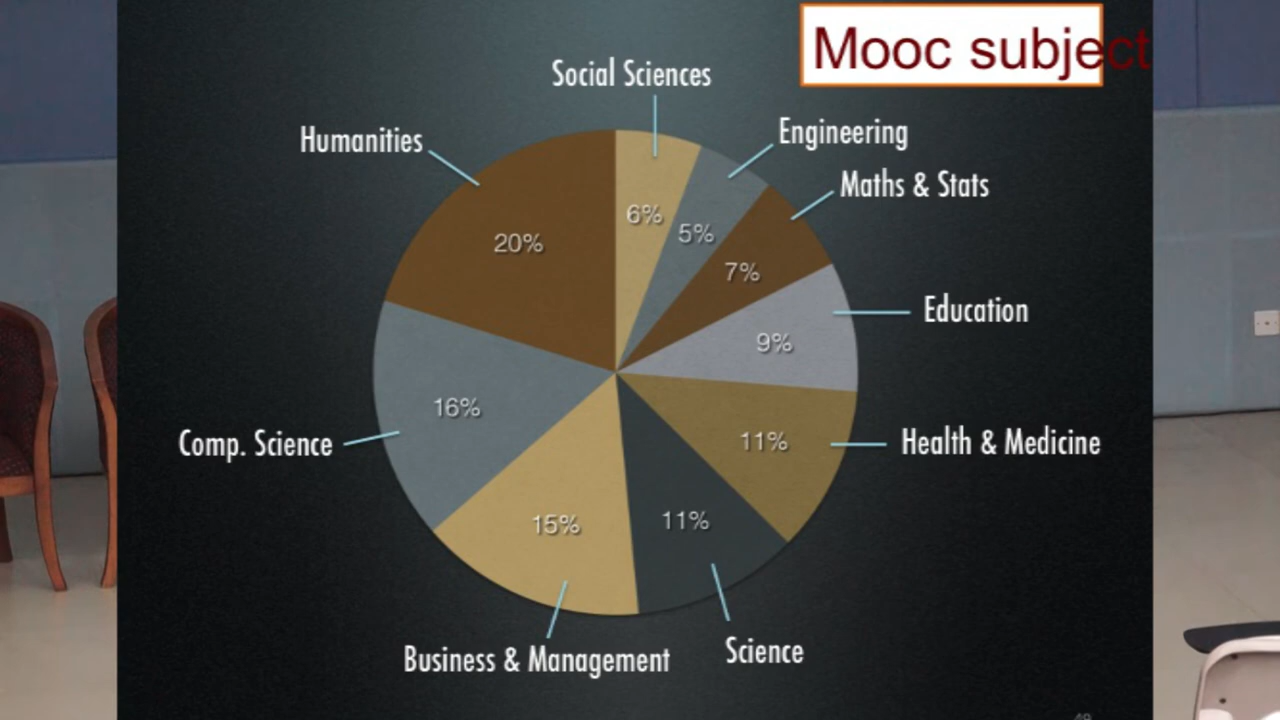 Mooc subject
Social Sciences
Engineering
Humanities
Maths & Stats
6%
5%
20%
7%
Education
9%
16%
11%
Comp. Science
Health & Medicine
15%
11%
Business & Management
Science